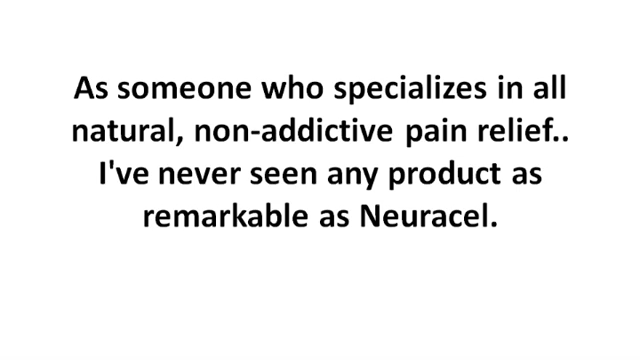 As someone who specializes in all
natural, non-addictive pain relief..
I've never seen any product as
remarkable as Neuracel.